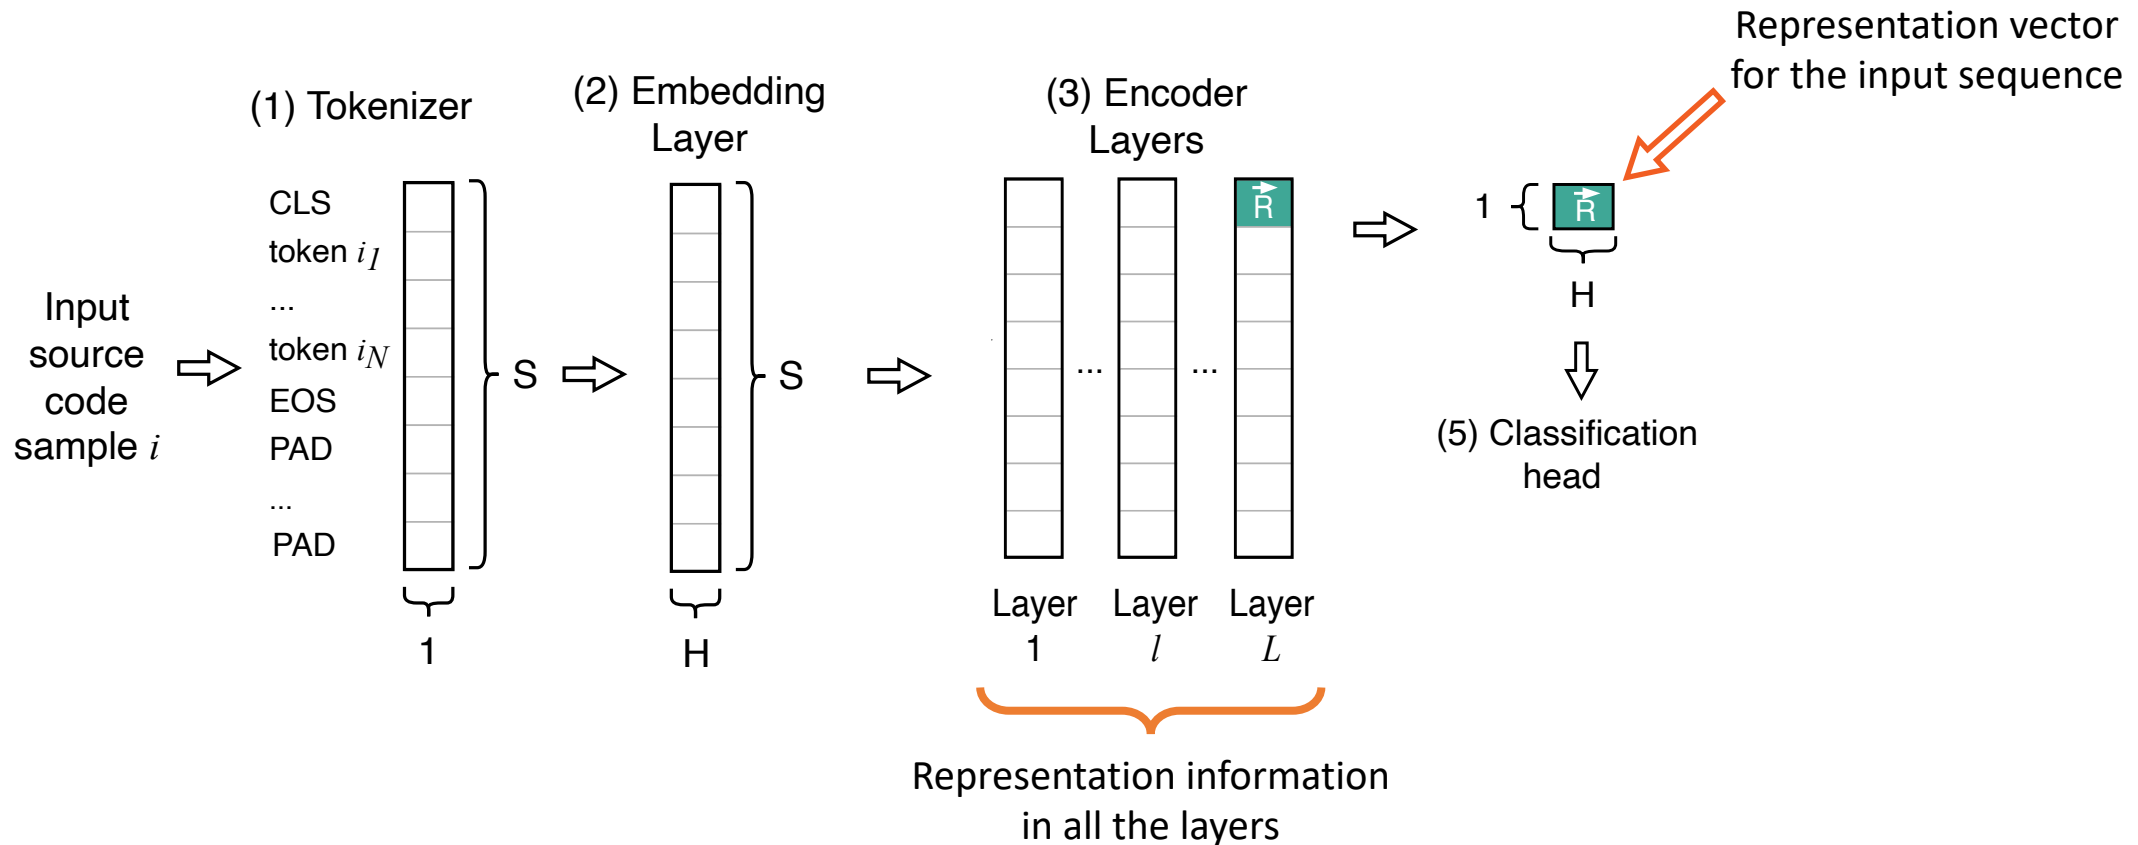 Representation vector
for the input sequence
(1) Tokenizer
(2) Embedding
Layer
(3) Encoder
Layers
CLS
token i1
...
token iN
EOS
PAD
...
PAD
Input
source
code
sample i
S
1
S
H
R
...
...
Layer
1
Layer
l
Layer
L
1
R
H
(5) Classification
head
Representation information
in all the layers